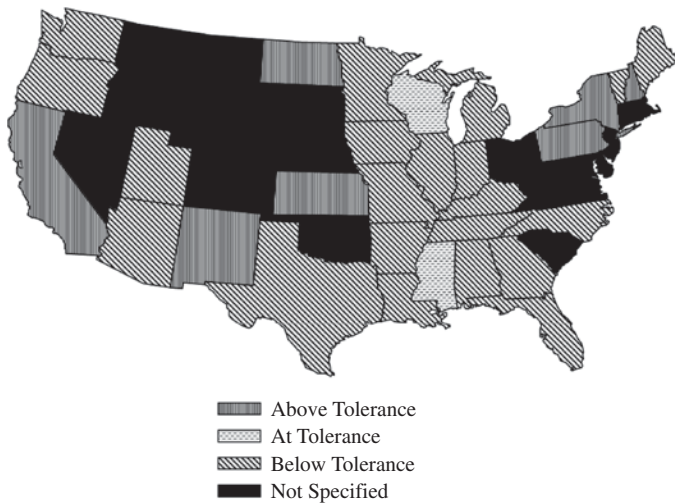 Above Tolerance
At Tolerance
Below Tolerance
Not Specified